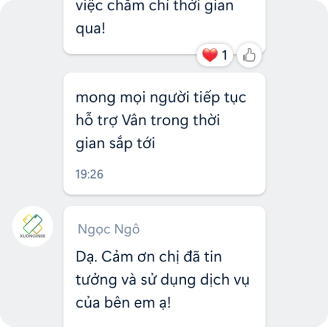 việc chăm chỉ thời gian
qua!
1
mong mọi người tiếp tục
hỗ trợ Vân trong thời
gian sắp tới
19:26
Ngọc Ngô
XUONGIN88
Dạ. Cảm ơn chị đã tin
tưởng và sử dụng dịch vụ
của bên em ạ!